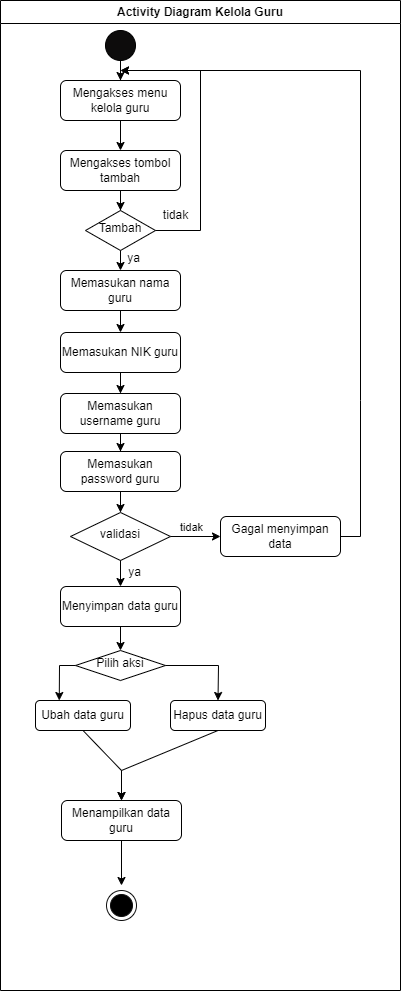 Activity Diagram Kelola Guru
Mengakses menu
kelola guru
Mengakses tombol
tambah
Tambah
tidak
ya
Memasukan nama
guru
Memasukan NIK guru
Memasukan
username guru
Memasukan
password guru
validasi
tidak
Gagal menyimpan
data
ya
Menyimpan data guru
Pilih aksi
Ubah data guru
Hapus data guru
Menampilkan data
guru